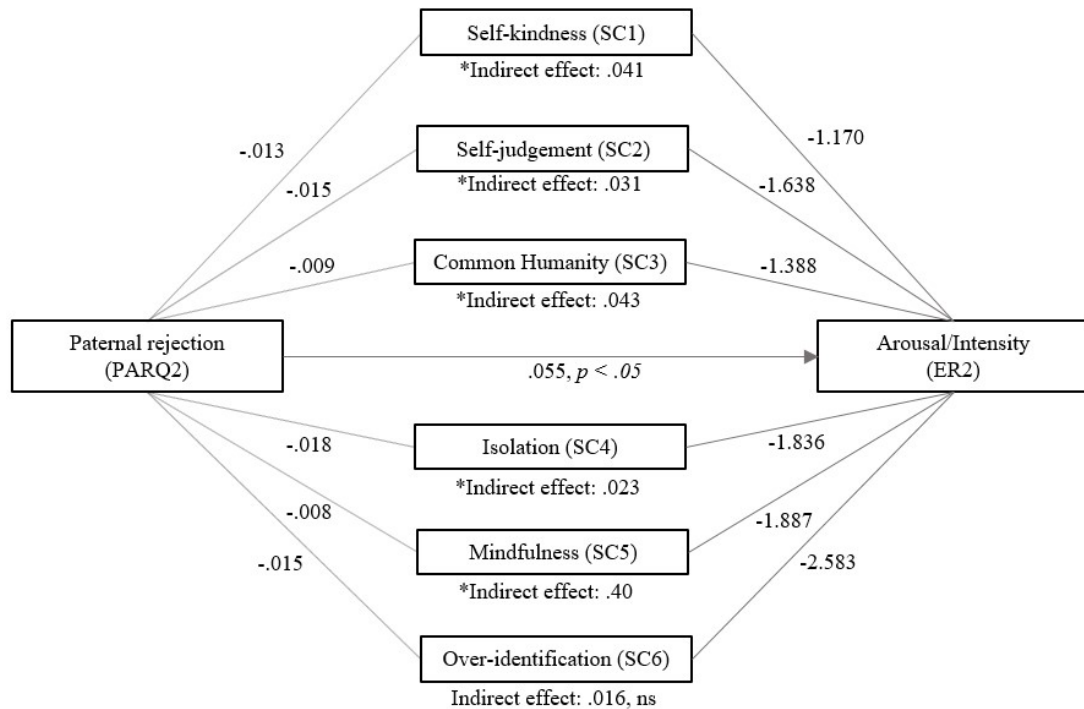 Self-kindness (SC1)
*Indirect effect: .041
-.013
-1.170
Self-judgement (SC2)
*Indirect effect: .031
-.015
-1.638
Common Humanity (SC3)
*Indirect effect: .043
-.009
-1.388
Paternal rejection
(PARQ2)
.055, p < .05
Arousal/Intensity
(ER2)
Isolation (SC4)
*Indirect effect: .023
-.018
-1.836
Mindfulness (SC5)
*Indirect effect: .40
-.008
-1.887
-.015
-2.583
Over-identification (SC6)
Indirect effect: .016, ns